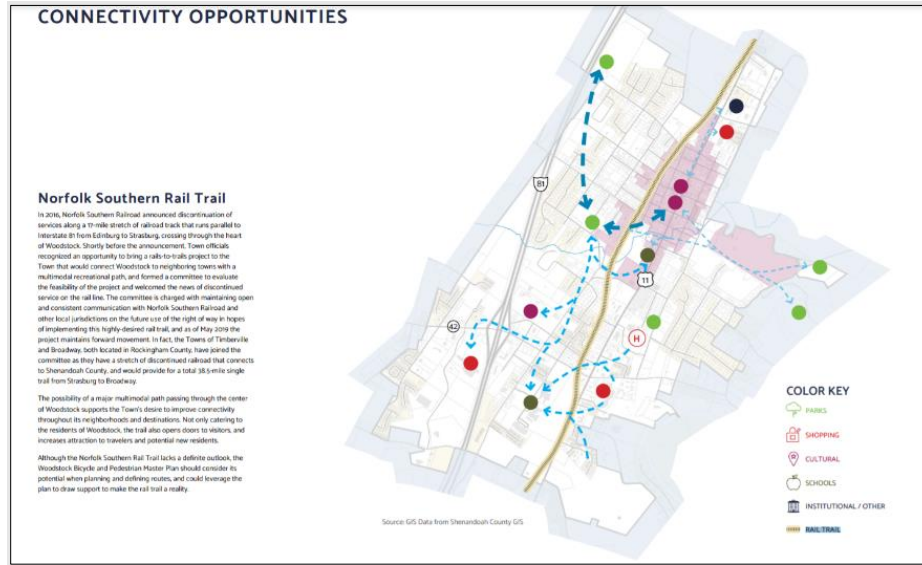 CONNECTIVITY OPPORTUNITIES
Norfolk Southern Rail Trail
In 2016, Norfolk Southern Railroad announced discontinuation of
services along a 17-mile stretch of railroad track that runs parallel to
Interstate 81 from Edinburg to Strasburg, crossing through the heart
of Woodstock. Shortly before the announcement, Town officials
recognized an opportunity to bring a rails-to-trails project to the
Town that would connect Woodstock to neighboring towns with a
multimodal recreational path, and formed a committee to evaluate
the feasibility of the project and welcomed the news of discontinued
service on the rail line. The committee is charged with maintaining open
and consistent communication with Norfolk Southern Railroad and
other local jurisdictions on the future use of the right of way in hopes
of implementing this highly-desired rail trail, and as of May 2019 the
project maintains forward movement. In fact, the Towns of Timberville
and Broadway, both located in Rockingham County, have joined the
committee as they have a stretch of discontinued railroad that connects
to Shenandoah County, and would provide for a total 38.5-mile single
trail from Strasburg to Broadway.
The possibility of a major multimodal path passing through the center
of Woodstock supports the Town's desire to improve connectivity
throughout its neighborhoods and destinations. Not only catering to
the residents of Woodstock, the trail also opens doors to visitors, and
increases attraction to travelers and potential new residents.
Although the Norfolk Southern Rail Trail lacks a definite outlook, the
Woodstock Bicycle and Pedestrian Master Plan should consider its
potential when planning and defining routes, and could leverage the
plan to draw support to make the rail trail a reality.
81
11
42
H
Source: GIS Data from Shenandoah County GIS
COLOR KEY
PARKS
SHOPPING
CULTURAL
SCHOOLS
INSTITUTIONAL / OTHER
RAIL TRAIL